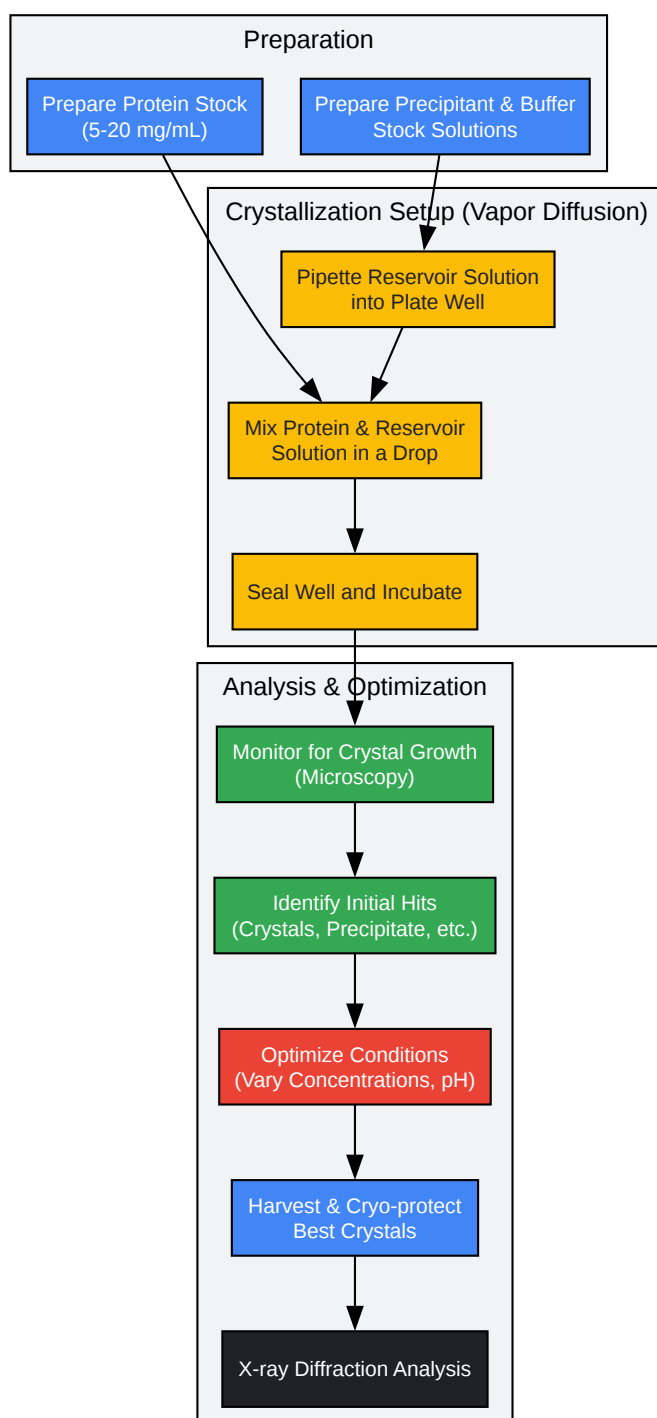 Preparation
Prepare Protein Stock
(5-20 mg/mL)
Prepare Precipitant & Buffer
Stock Solutions
Crystallization Setup (Vapor Diffusion)
Pipette Reservoir Solution
into Plate Well
Mix Protein & Reservoir
Solution in a Drop
Seal Well and Incubate
Analysis & Optimization
Monitor for Crystal Growth
(Microscopy)
Identify Initial Hits
(Crystals, Precipitate, etc.)
Optimize Conditions
(Vary Concentrations, pH)
Harvest & Cryo-protect
Best Crystals
X-ray Diffraction Analysis